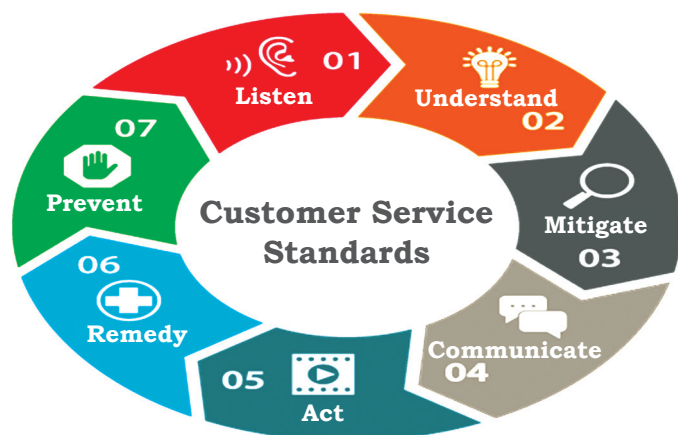 Customer Service
Standards
01
Listen
Understand
02
Mitigate
03
Communicate
04
05
Act
06
Remedy
07
Prevent